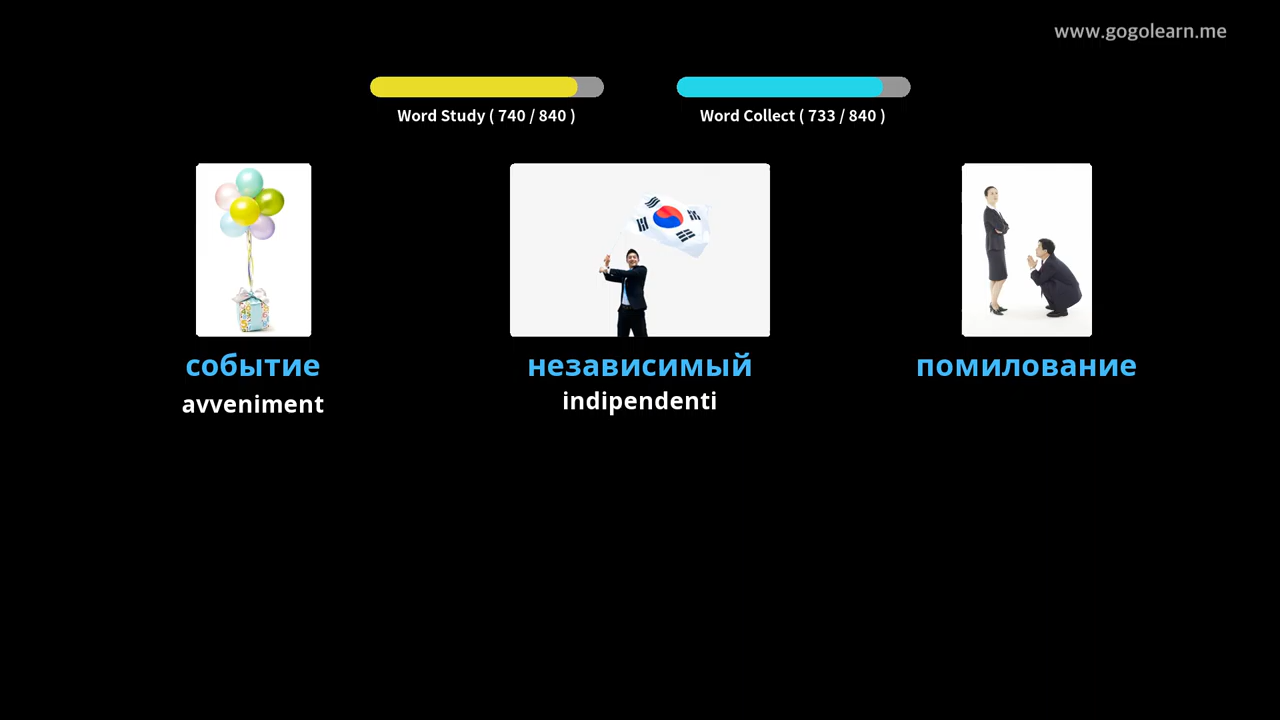 www.gogolearn.me
Word Study ( 740 / 840 )
Word Collect ( 733 / 840 )
событие
независимый
помилование
avveniment
indipendenti